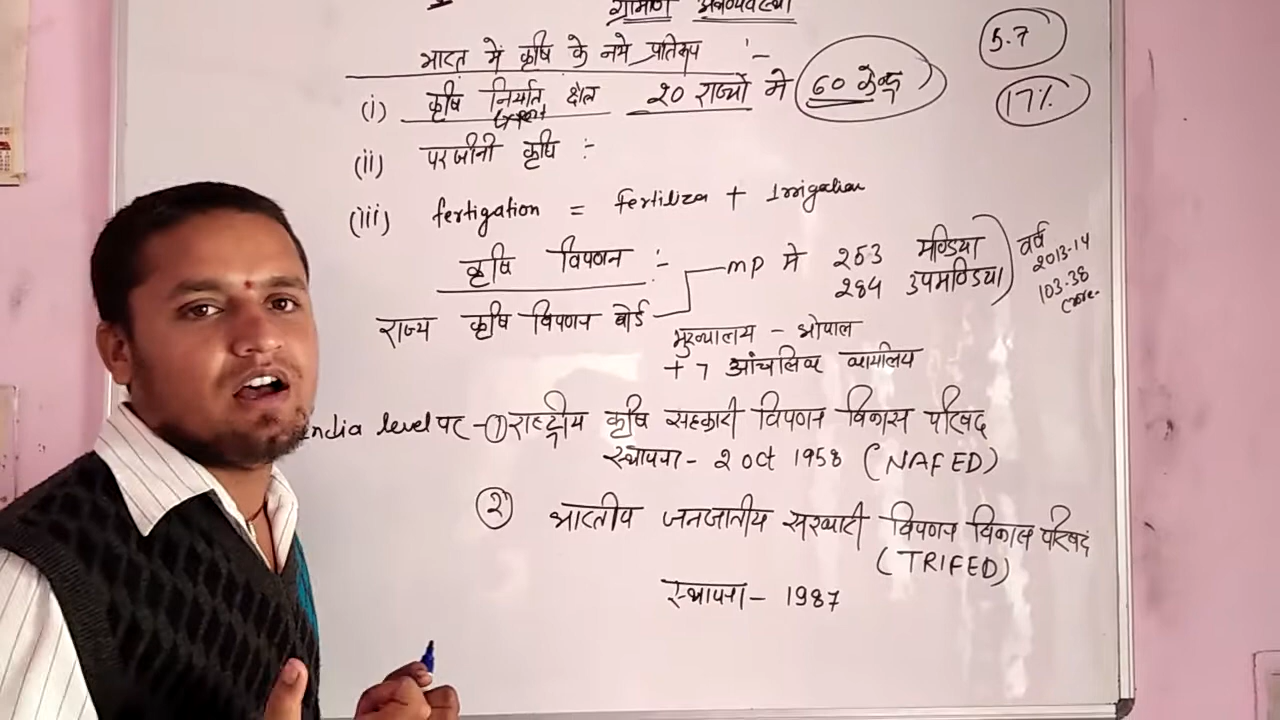 ग्रामीण अर्थव्यवस्था
भारत में कृषि के नये प्रतिरूप :-
5.7
(i) कृषि निर्यात क्षेत्र 20 राज्यों मे 60 केन्द्र
17%
(ii) परजीनी कृषि :-
(iii) fertigation = fertiliza + Irrigation
कृषि विपणन :-
mp मे 253 मण्डिया
284 उपमण्डिया
वर्ष
2013-14
103.38
राज्य कृषि विपणन बोर्ड
मुख्यालय - भोपाल
+ 7 आंचलिक कार्यालय
India level पर - ① राष्ट्रीय कृषि सहकारी विपणन विकास परिषद
स्थापना - 2 Oct 1958 (NAFED)
② भारतीय जनजातीय सहकारी विपणन विकास परिषद
(TRIFED)
स्थापना - 1987